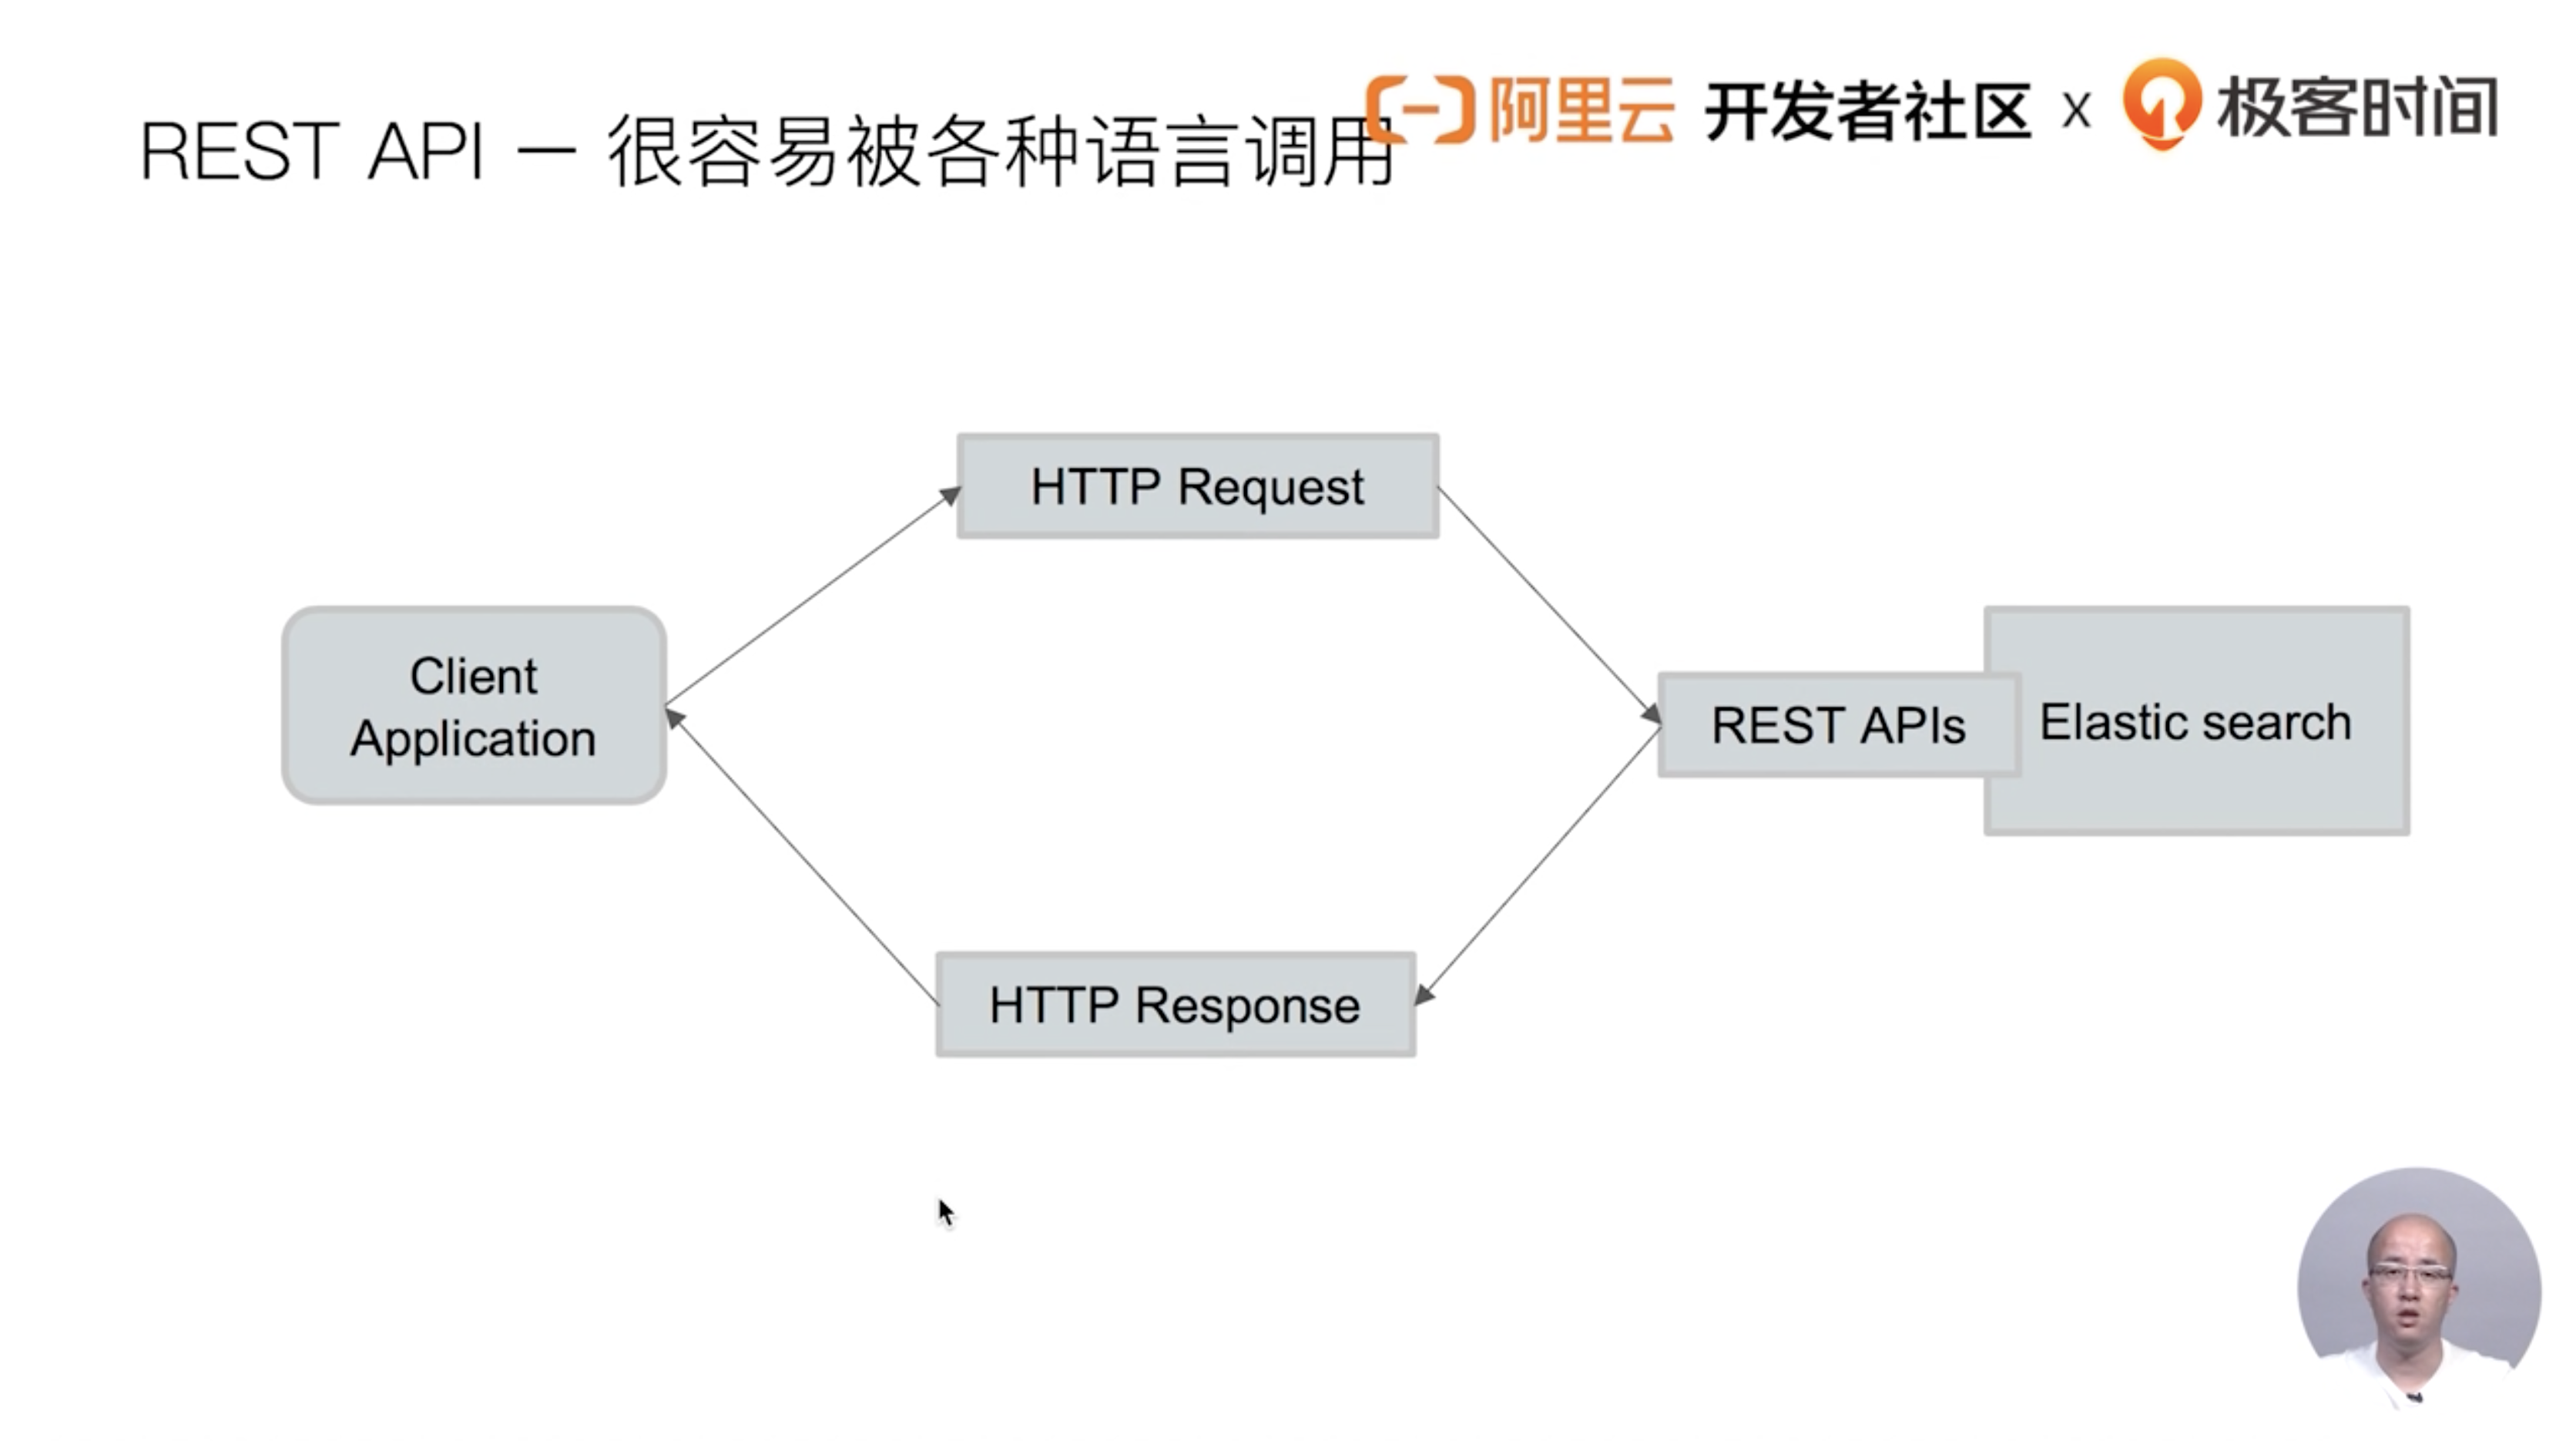 REST API – 很容易被各种语言调用
阿里云 开发者社区 X 极客时间
HTTP Request
Client
Application
REST APIs
Elastic search
HTTP Response